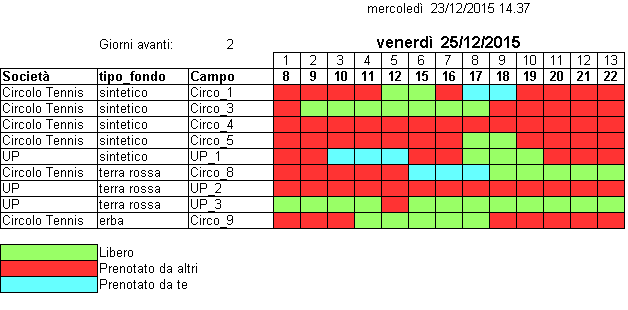 mercoledì 23/12/2015 14.37
Giorni avanti: 2 venerdì 25/12/2015
1 2 3 4 5 6 7 8 9 10 11 12 13
Società tipo_fondo Campo 8 9 10 11 12 15 16 17 18 19 20 21 22
Circolo Tennis sintetico Circo_1
Circolo Tennis sintetico Circo_3
Circolo Tennis sintetico Circo_4
Circolo Tennis sintetico Circo_5
UP sintetico UP_1
Circolo Tennis terra rossa Circo_8
UP terra rossa UP_2
UP terra rossa UP_3
Circolo Tennis erba Circo_9
Libero
Prenotato da altri
Prenotato da te